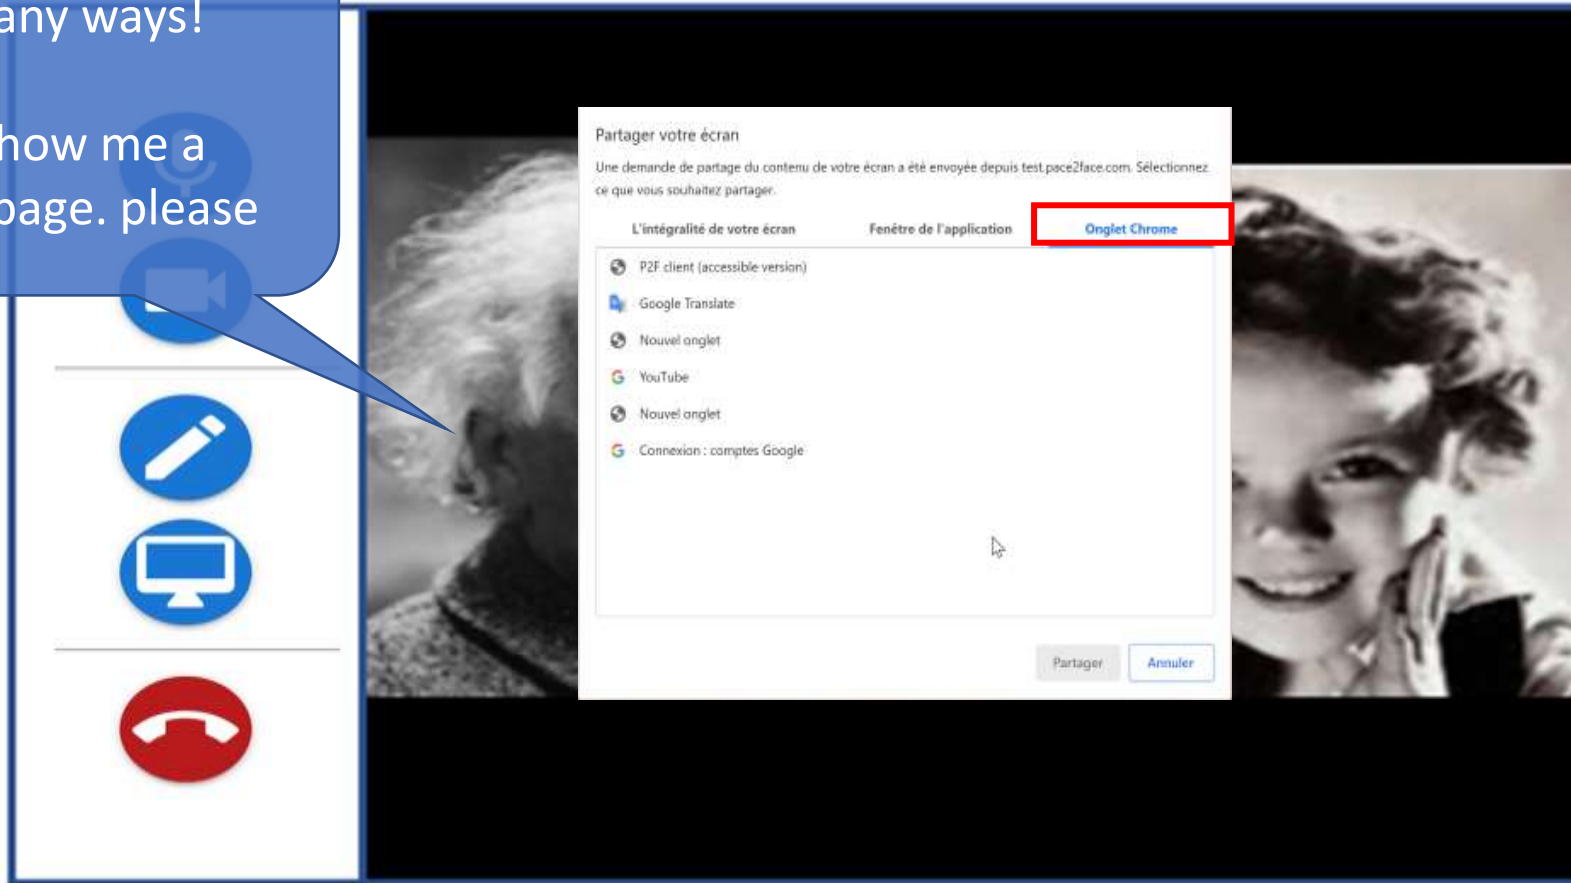 any ways!
how me a
page. please
Partager votre écran
Une demande de partage du contenu de votre écran a été envoyée depuis test.pace2face.com. Sélectionnez
ce que vous souhaitez partager.
L'intégralité de votre écran Fenêtre de l'application Onglet Chrome
P2F client (accessible version)
Google Translate
Nouvel onglet
YouTube
Nouvel onglet
Connexion : comptes Google
Partager Annuler